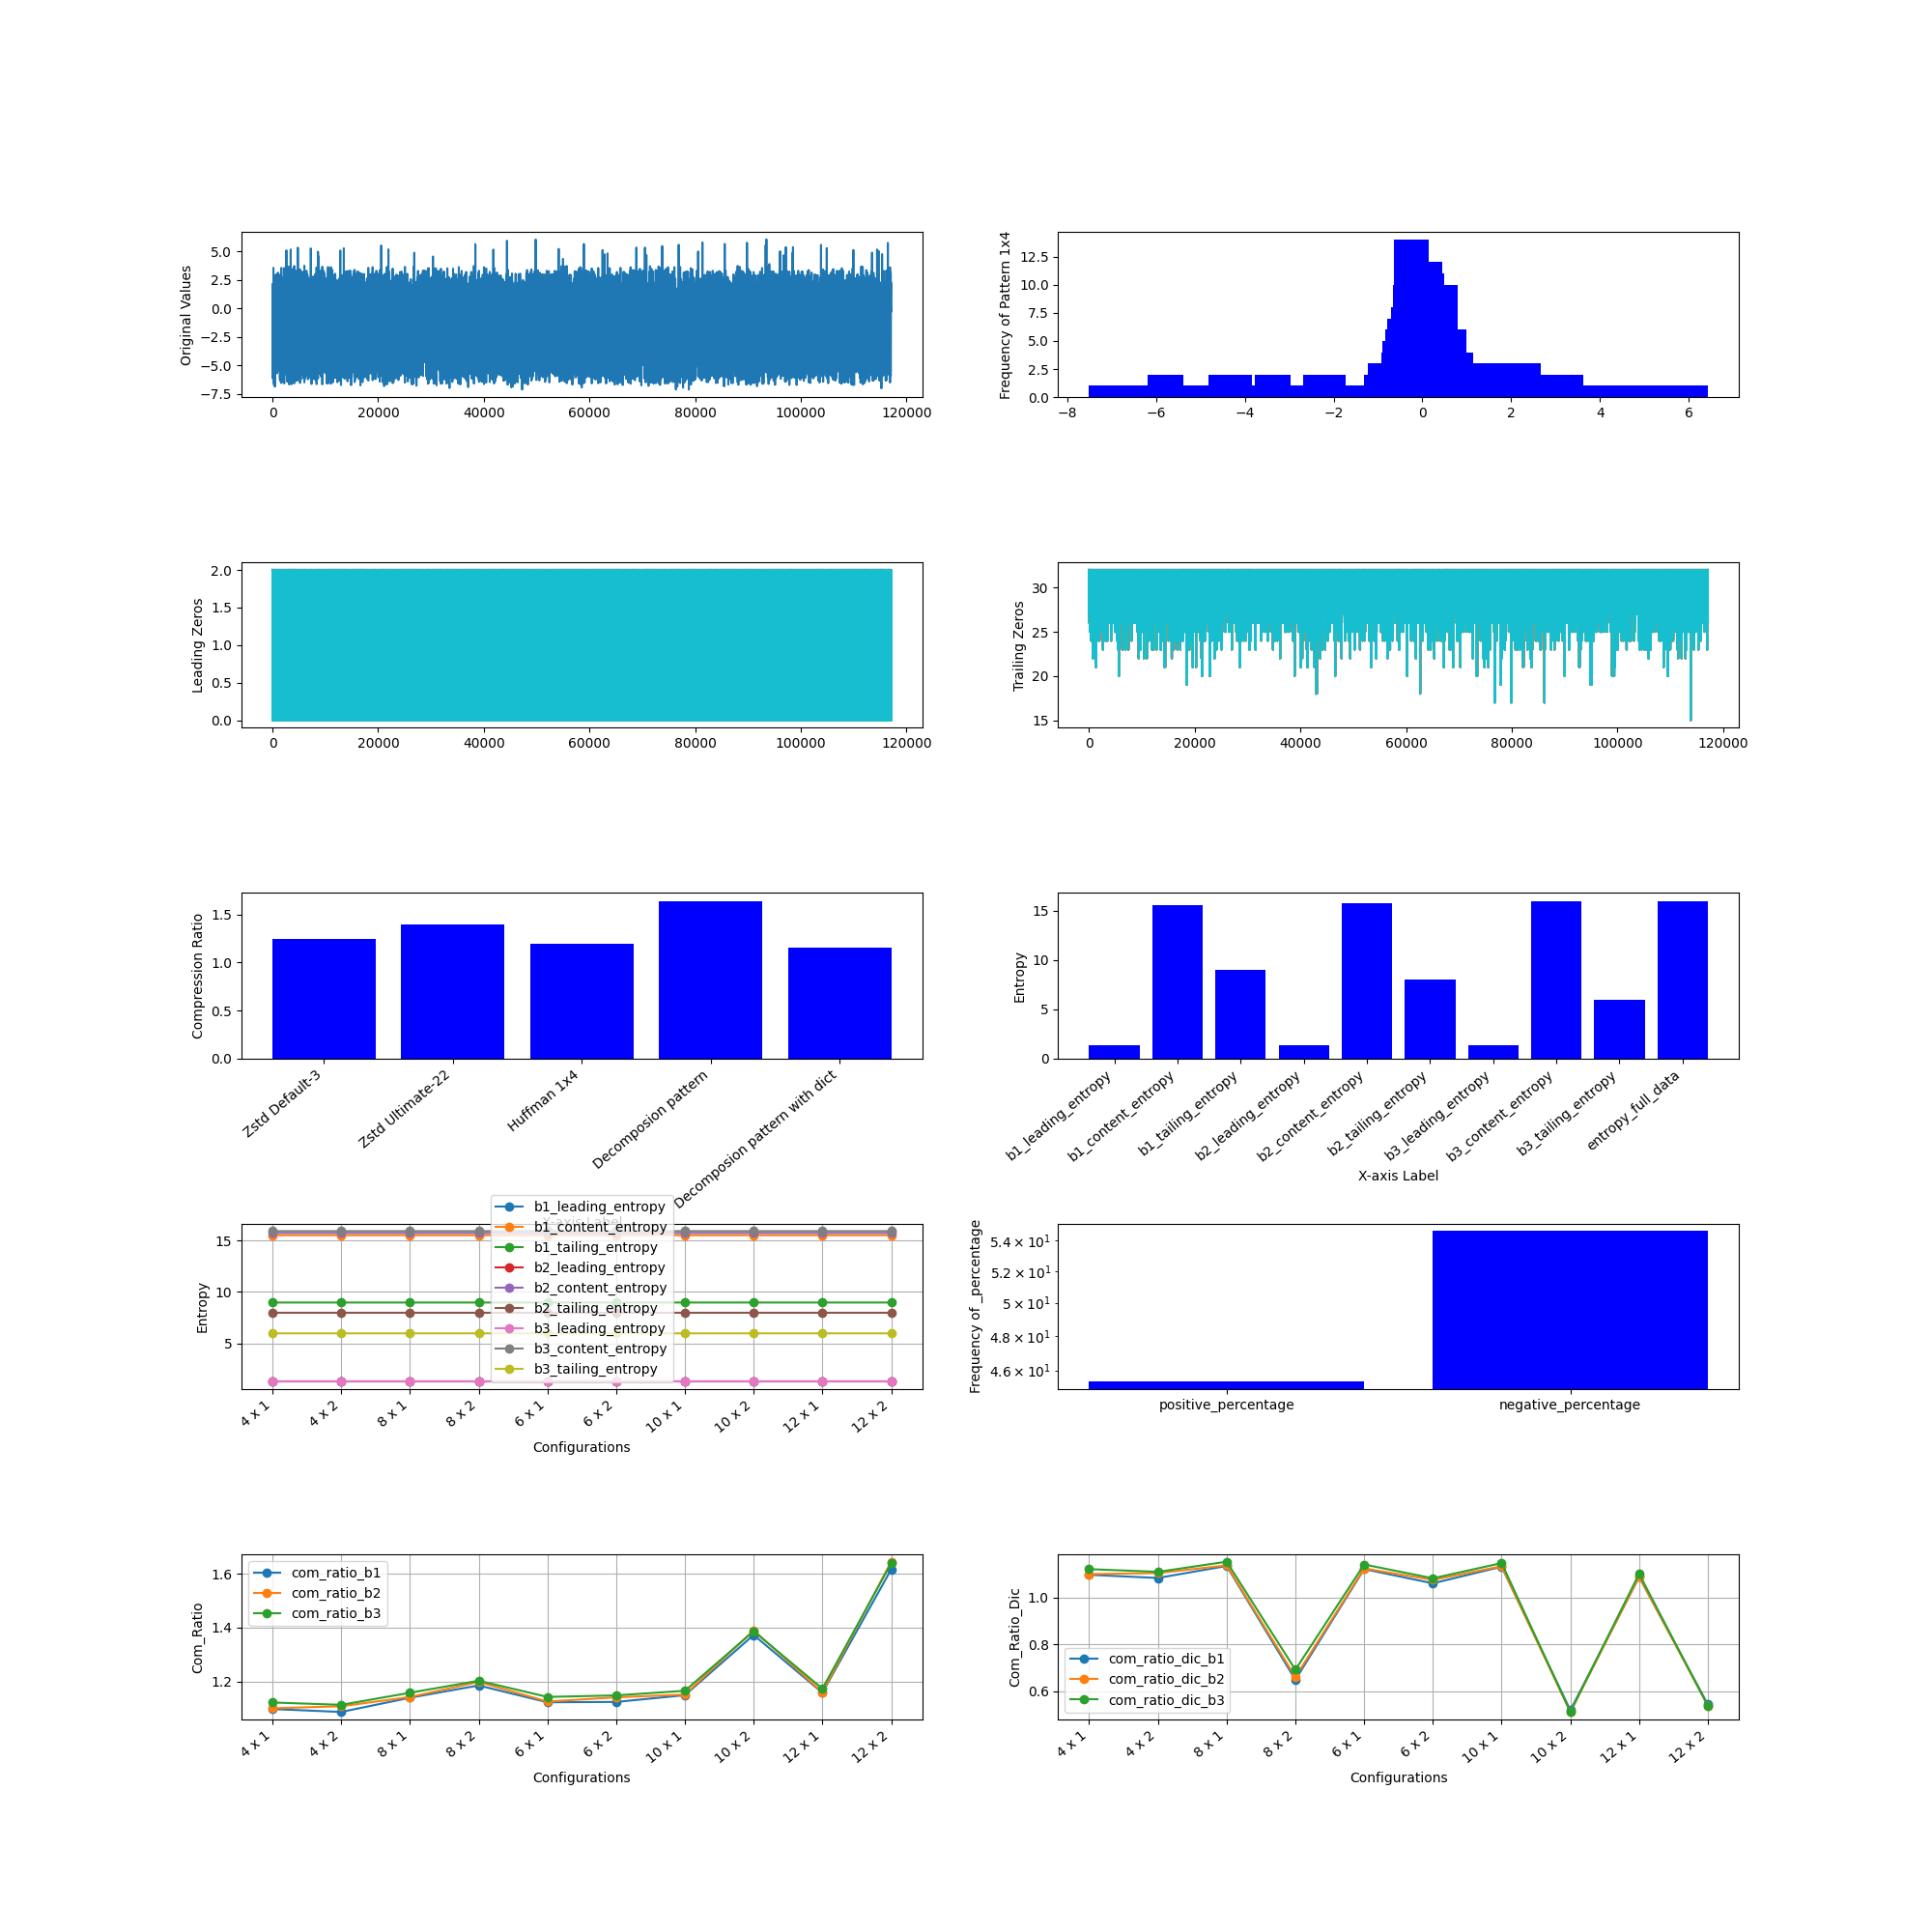 Original Values
5.0
2.5
0.0
−2.5
−5.0
−7.5
0 20000 40000 60000 80000 100000 120000
Frequency of Pattern 1x4
12.5
10.0
7.5
5.0
2.5
0.0
−8 −6 −4 −2 0 2 4 6
Leading Zeros
2.0
1.5
1.0
0.5
0.0
0 20000 40000 60000 80000 100000 120000
Trailing Zeros
30
25
20
15
0 20000 40000 60000 80000 100000 120000
Compression Ratio
1.5
1.0
0.5
0.0
Zstd Default-3
Zstd Ultimate-22
Huffman 1x4
Decomposion pattern
Decomposion pattern with dict
X-axis Label
Entropy
15
10
5
0
b1_leading_entropy
b1_content_entropy
b1_tailing_entropy
b2_leading_entropy
b2_content_entropy
b2_tailing_entropy
b3_leading_entropy
b3_content_entropy
b3_tailing_entropy
entropy_full_data
X-axis Label
Entropy
15
10
5
b1_leading_entropy
b1_content_entropy
b1_tailing_entropy
b2_leading_entropy
b2_content_entropy
b2_tailing_entropy
b3_leading_entropy
b3_content_entropy
b3_tailing_entropy
4 x 1
4 x 2
8 x 1
8 x 2
6 x 1
6 x 2
10 x 1
10 x 2
12 x 1
12 x 2
Configurations
Frequency of _percentage
5.4 × 10¹
5.2 × 10¹
5 × 10¹
4.8 × 10¹
4.6 × 10¹
positive_percentage negative_percentage
Com_Ratio
1.6
1.4
1.2
com_ratio_b1
com_ratio_b2
com_ratio_b3
4 x 1
4 x 2
8 x 1
8 x 2
6 x 1
6 x 2
10 x 1
10 x 2
12 x 1
12 x 2
Configurations
Com_Ratio_Dic
1.0
0.8
0.6
com_ratio_dic_b1
com_ratio_dic_b2
com_ratio_dic_b3
4 x 1
4 x 2
8 x 1
8 x 2
6 x 1
6 x 2
10 x 1
10 x 2
12 x 1
12 x 2
Configurations